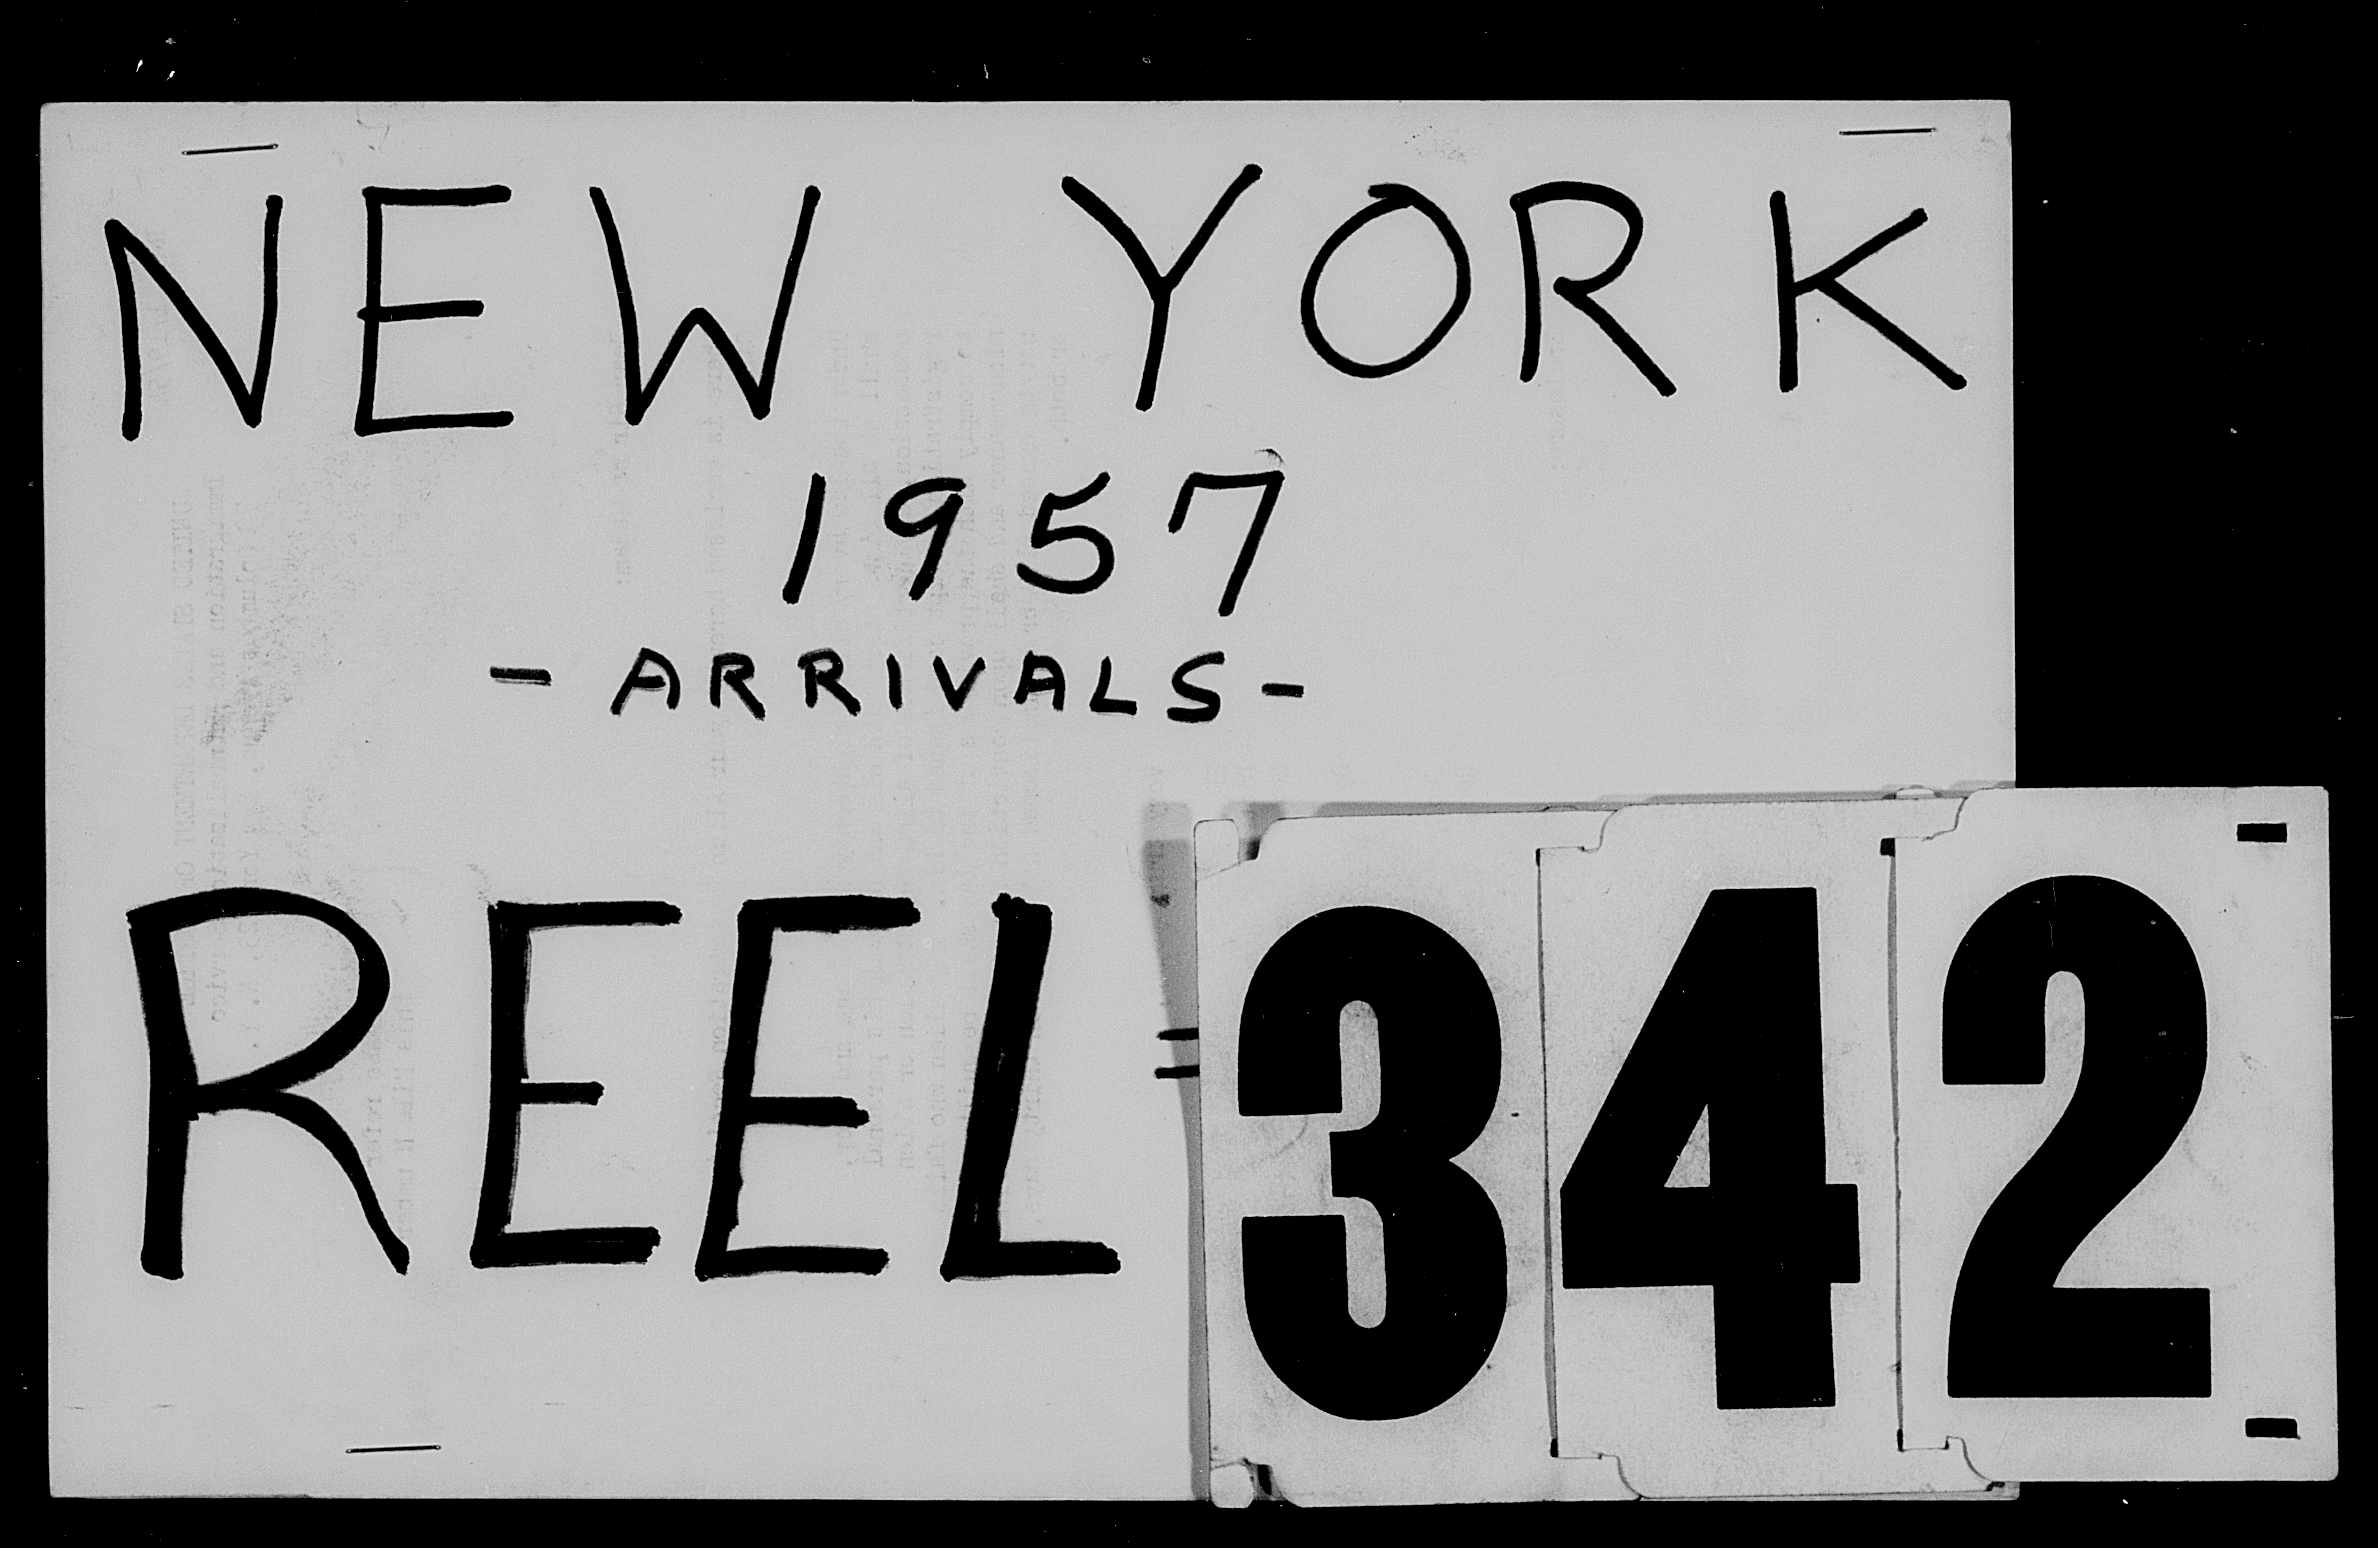 NEW YORK
1957
- ARRIVALS -
REEL = 342